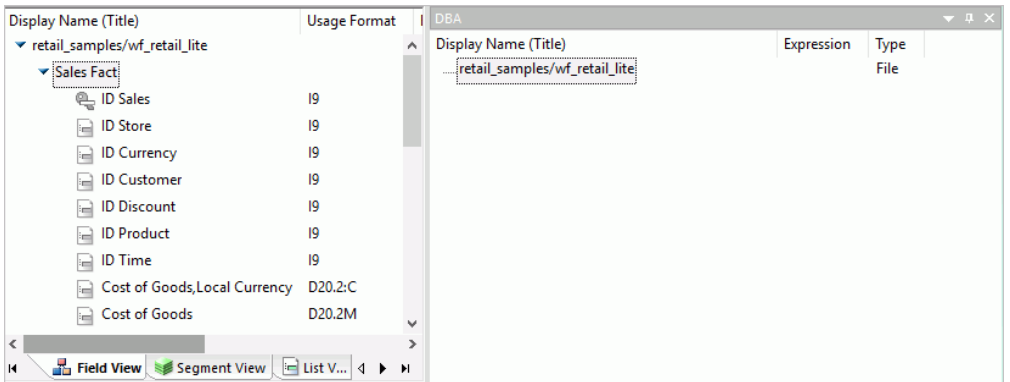 Display Name (Title) Usage Format
retail_samples/wf_retail_lite
Sales Fact
ID Sales I9
ID Store I9
ID Currency I9
ID Customer I9
ID Discount I9
ID Product I9
ID Time I9
Cost of Goods,Local Currency D20.2:C
Cost of Goods D20.2M
Field View Segment View List V...
DBA
Display Name (Title) Expression Type
retail_samples/wf_retail_lite File